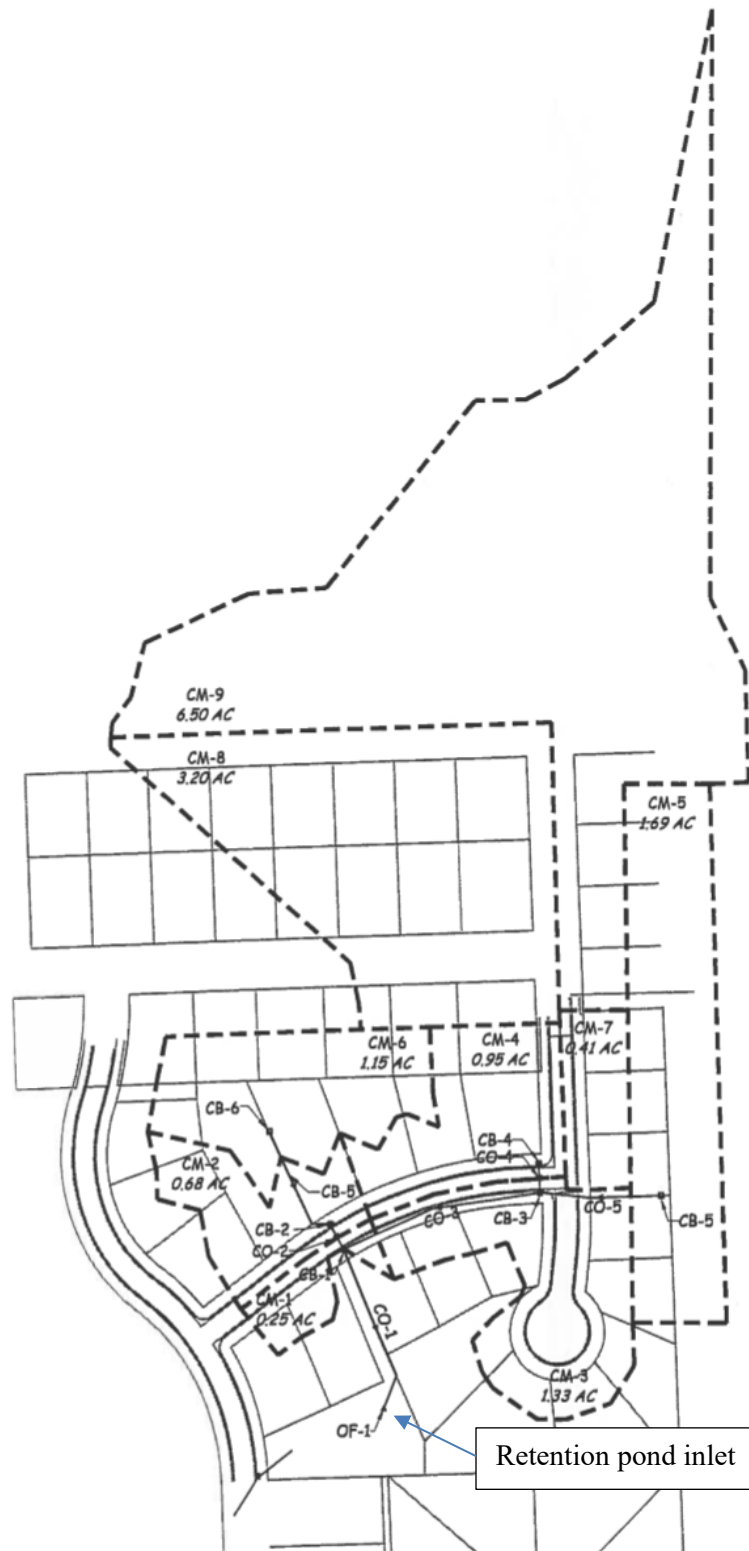 CM-9
6.50 AC
CM-8
3.20 AC
CM-5
1.69 AC
CM-6
1.15 AC
CM-4
0.95 AC
CM-7
0.41 AC
CB-6
CB-4
CO-4
CM-2
0.68 AC
CB-5
CB-2
CO-2
CO-3
CB-3
CO-5
CB-5
CB-1
CM-1
0.25 AC
CO-1
CM-3
1.33 AC
OF-1
Retention pond inlet